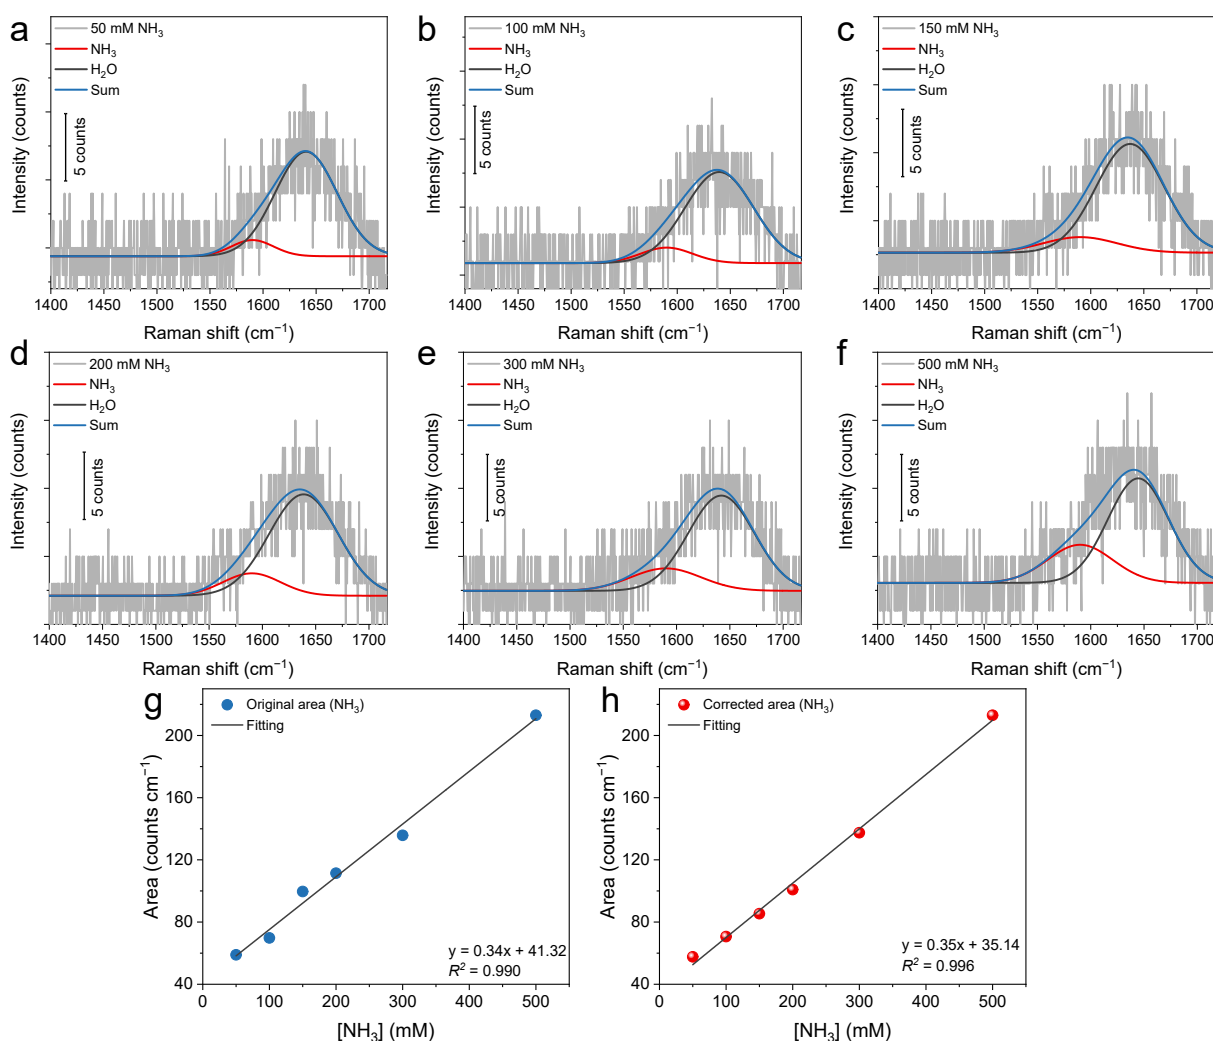 a
50 mM NH₃
NH₃
H₂O
Sum
5 counts
Intensity (counts)
1400 1450 1500 1550 1600 1650 1700
Raman shift (cm⁻¹)
b
100 mM NH₃
NH₃
H₂O
Sum
5 counts
Intensity (counts)
1400 1450 1500 1550 1600 1650 1700
Raman shift (cm⁻¹)
c
150 mM NH₃
NH₃
H₂O
Sum
5 counts
Intensity (counts)
1400 1450 1500 1550 1600 1650 1700
Raman shift (cm⁻¹)
d
200 mM NH₃
NH₃
H₂O
Sum
5 counts
Intensity (counts)
1400 1450 1500 1550 1600 1650 1700
Raman shift (cm⁻¹)
e
300 mM NH₃
NH₃
H₂O
Sum
5 counts
Intensity (counts)
1400 1450 1500 1550 1600 1650 1700
Raman shift (cm⁻¹)
f
500 mM NH₃
NH₃
H₂O
Sum
5 counts
Intensity (counts)
1400 1450 1500 1550 1600 1650 1700
Raman shift (cm⁻¹)
g
Original area (NH₃)
Fitting
200
160
120
80
40
Area (counts cm⁻¹)
y = 0.34x + 41.32
R² = 0.990
0 100 200 300 400 500
[NH₃] (mM)
h
Corrected area (NH₃)
Fitting
200
160
120
80
40
Area (counts cm⁻¹)
y = 0.35x + 35.14
R² = 0.996
0 100 200 300 400 500
[NH₃] (mM)